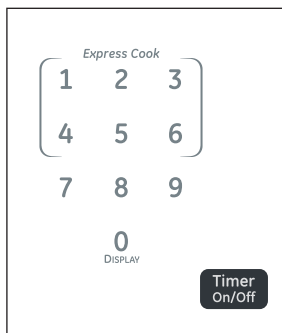 Express Cook
1 2 3
4 5 6
7 8 9
0
DISPLAY
Timer
On/Off